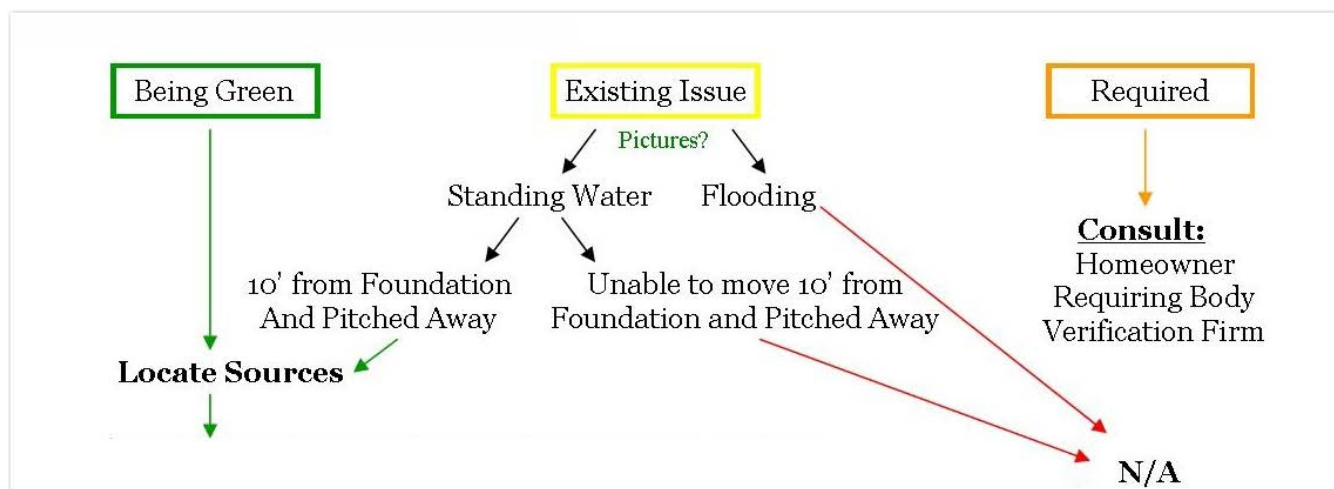 Being Green
Existing Issue
Required
Pictures?
Standing Water
Flooding
Consult:
Homeowner
Requiring Body
Verification Firm
10' from Foundation
And Pitched Away
Unable to move 10' from
Foundation and Pitched Away
Locate Sources
N/A